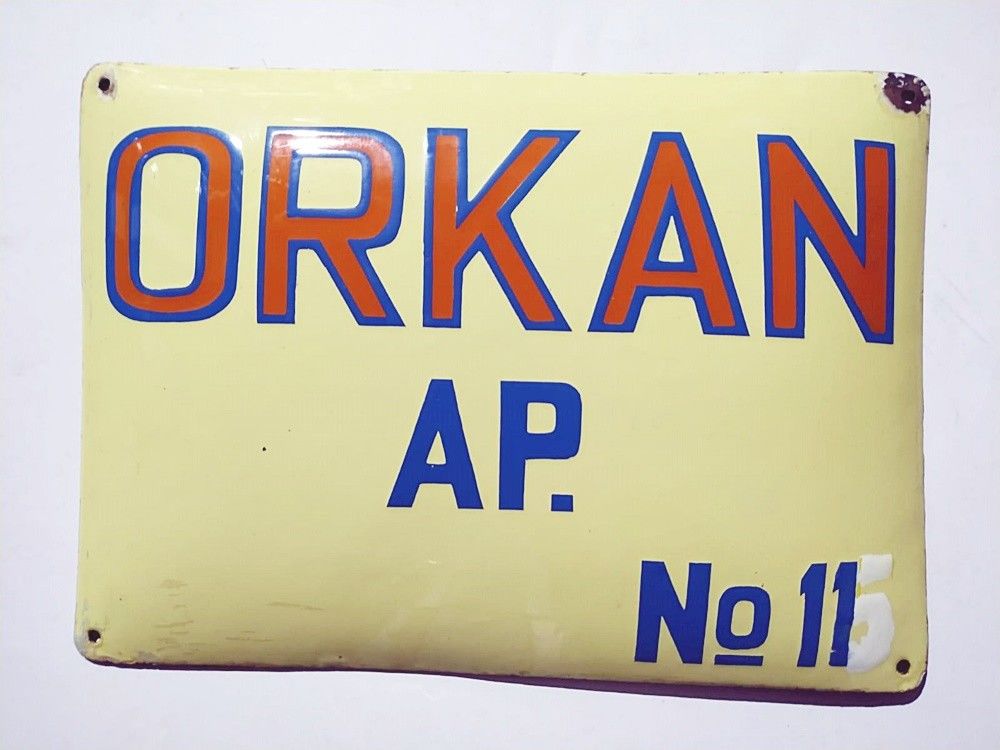 ORKAN
AP.
No 115